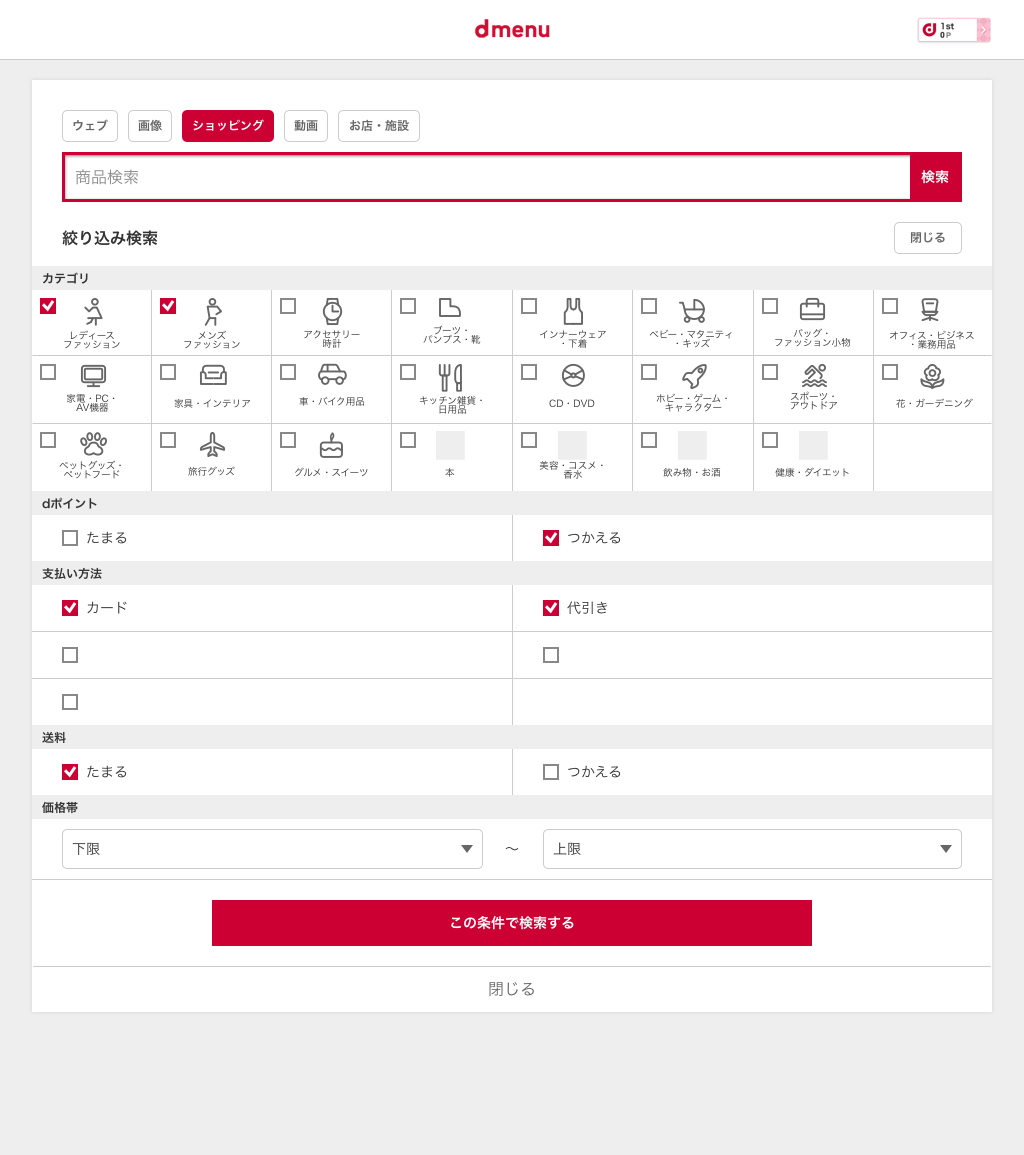 dmenu
1st
0P
ウェブ
画像
ショッピング
動画
お店・施設
商品検索
検索
絞り込み検索
閉じる
カテゴリ
レディース
ファッション
メンズ
ファッション
アクセサリー
時計
ブーツ・
パンプス・靴
インナーウェア
・下着
ベビー・マタニティ
・キッズ
バッグ・
ファッション小物
オフィス・ビジネス
・業務用品
家電・PC・
AV機器
家具・インテリア
車・バイク用品
キッチン雑貨・
日用品
CD・DVD
ホビー・ゲーム・
キャラクター
スポーツ・
アウトドア
花・ガーデニング
ペットグッズ・
ペットフード
旅行グッズ
グルメ・スイーツ
本
美容・コスメ・
香水
飲み物・お酒
健康・ダイエット
dポイント
たまる
つかえる
支払い方法
カード
代引き
送料
たまる
つかえる
価格帯
下限
〜
上限
この条件で検索する
閉じる